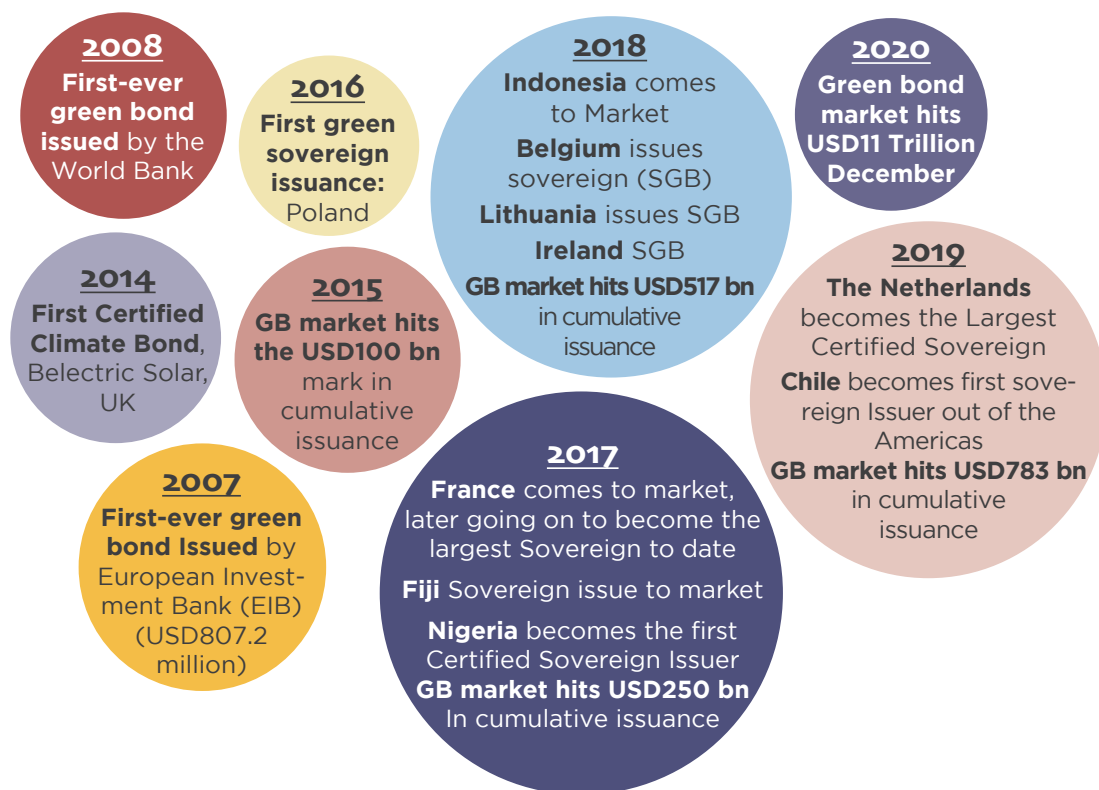 2008
First-ever
green bond
issued by the
World Bank
2016
First green
sovereign
issuance:
Poland
2018
Indonesia comes
to Market
Belgium issues
sovereign (SGB)
Lithuania issues SGB
Ireland SGB
GB market hits USD517 bn
in cumulative
issuance
2020
Green bond
market hits
USD11 Trillion
December
2014
First Certified
Climate Bond,
Belectric Solar,
UK
2015
GB market hits
the USD100 bn
mark in
cumulative
issuance
2019
The Netherlands
becomes the Largest
Certified Sovereign
Chile becomes first sove-
reign Issuer out of the
Americas
GB market hits USD783 bn
in cumulative
issuance
2007
First-ever green
bond Issued by
European Invest-
ment Bank (EIB)
(USD807.2
million)
2017
France comes to market,
later going on to become the
largest Sovereign to date
Fiji Sovereign issue to market
Nigeria becomes the first
Certified Sovereign Issuer
GB market hits USD250 bn
In cumulative issuance